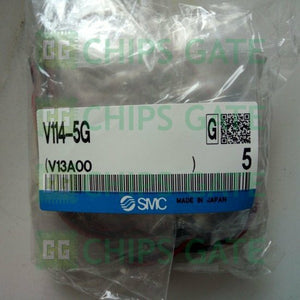 CHIPS GATE
V114-5G
G
(V13A00 )
5
SMC
MADE IN JAPAN
CHIPS GATE
CHIPS GATE